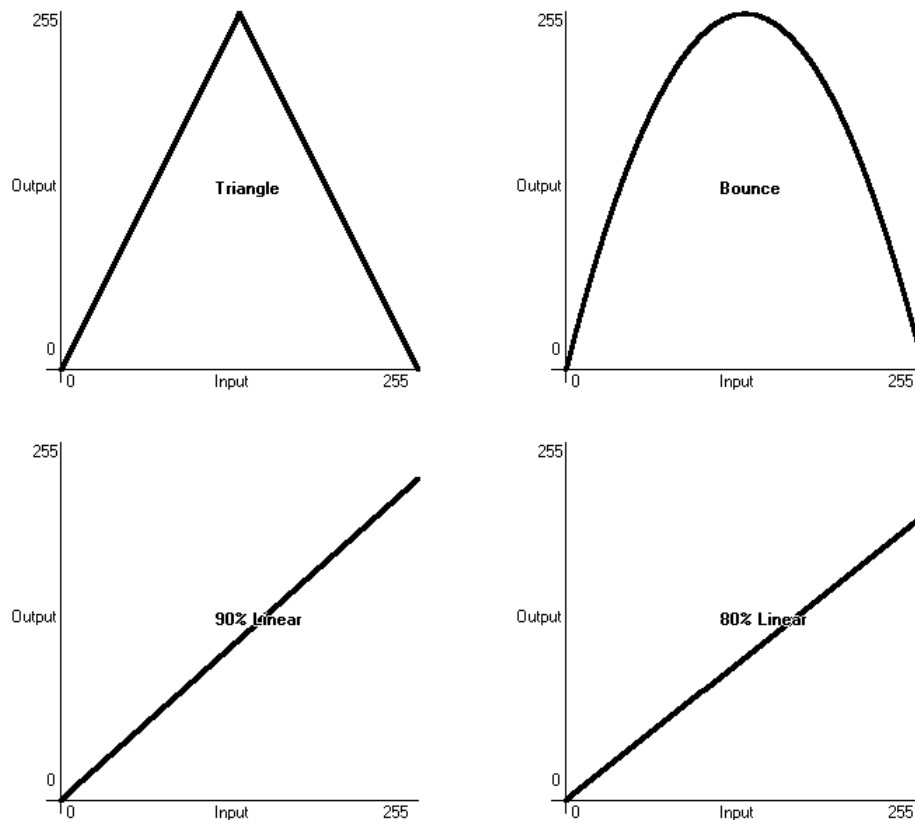 255
Output
Triangle
0
0 Input 255
255
Output
Bounce
0
0 Input 255
255
Output
90% Linear
0
0 Input 255
255
Output
80% Linear
0
0 Input 255